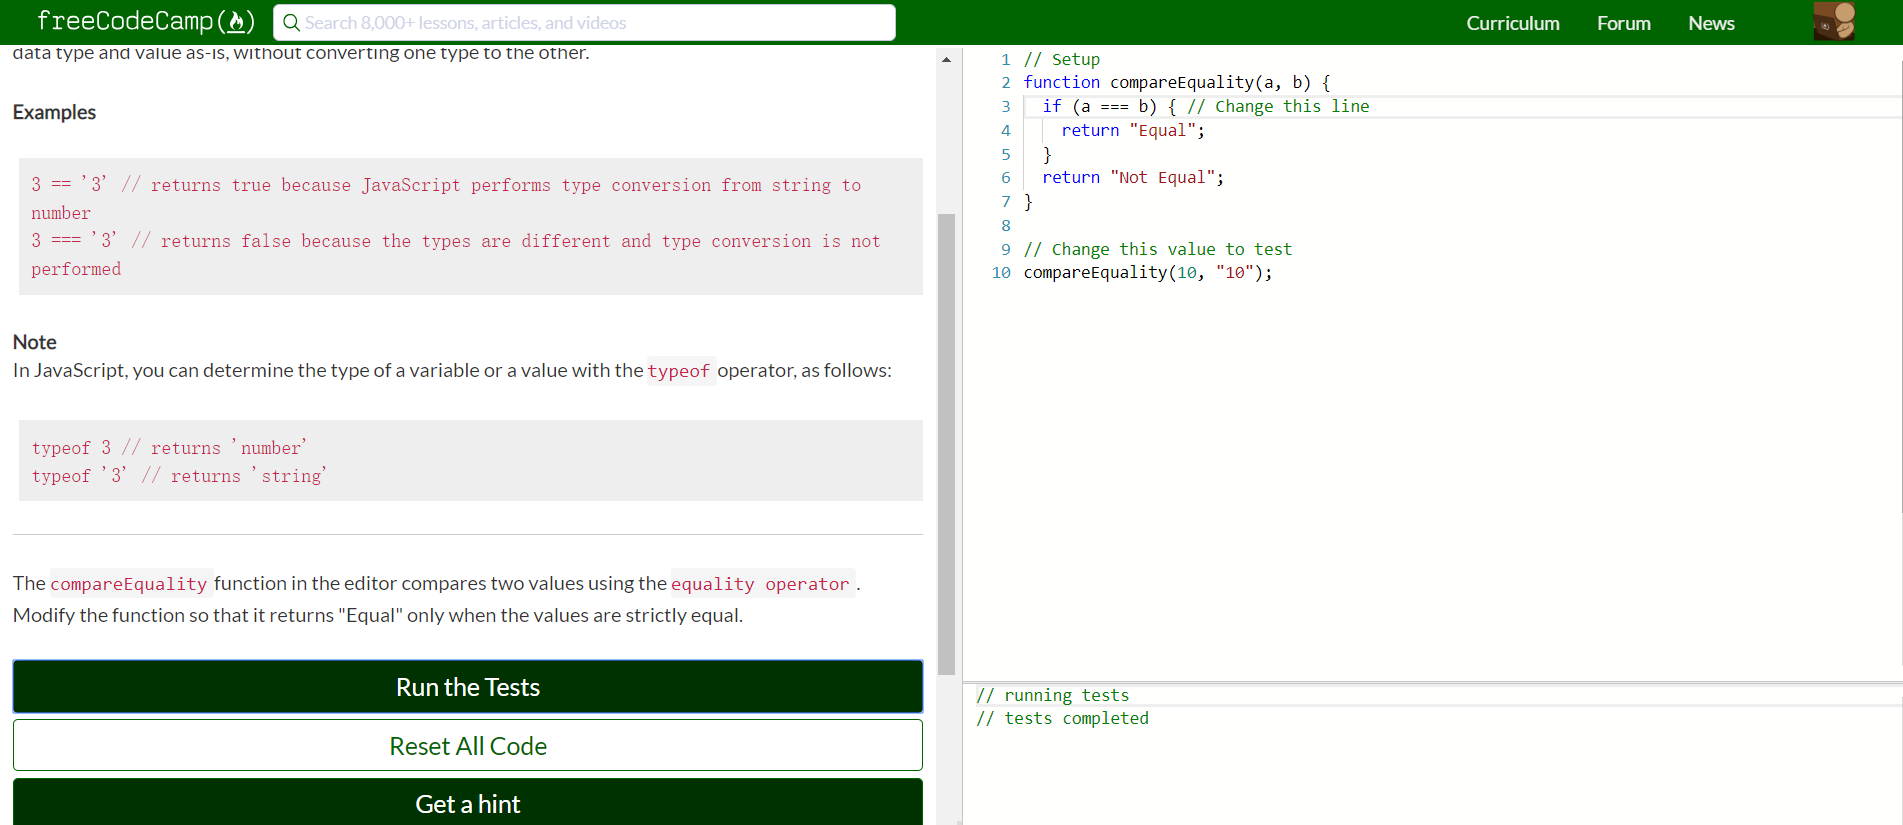 freeCodeCamp
Search 8,000+ lessons, articles, and videos
Curriculum
Forum
News
data type and value as-is, without converting one type to the other.
Examples
3 == '3' // returns true because JavaScript performs type conversion from string to
number
3 === '3' // returns false because the types are different and type conversion is not
performed
Note
In JavaScript, you can determine the type of a variable or a value with the typeof operator, as follows:
typeof 3 // returns 'number'
typeof '3' // returns 'string'
The compareEquality function in the editor compares two values using the equality operator .
Modify the function so that it returns "Equal" only when the values are strictly equal.
Run the Tests
Reset All Code
Get a hint
1 // Setup
2 function compareEquality(a, b) {
3 if (a === b) { // Change this line
4 return "Equal";
5 }
6 return "Not Equal";
7 }
8
9 // Change this value to test
10 compareEquality(10, "10");
// running tests
// tests completed